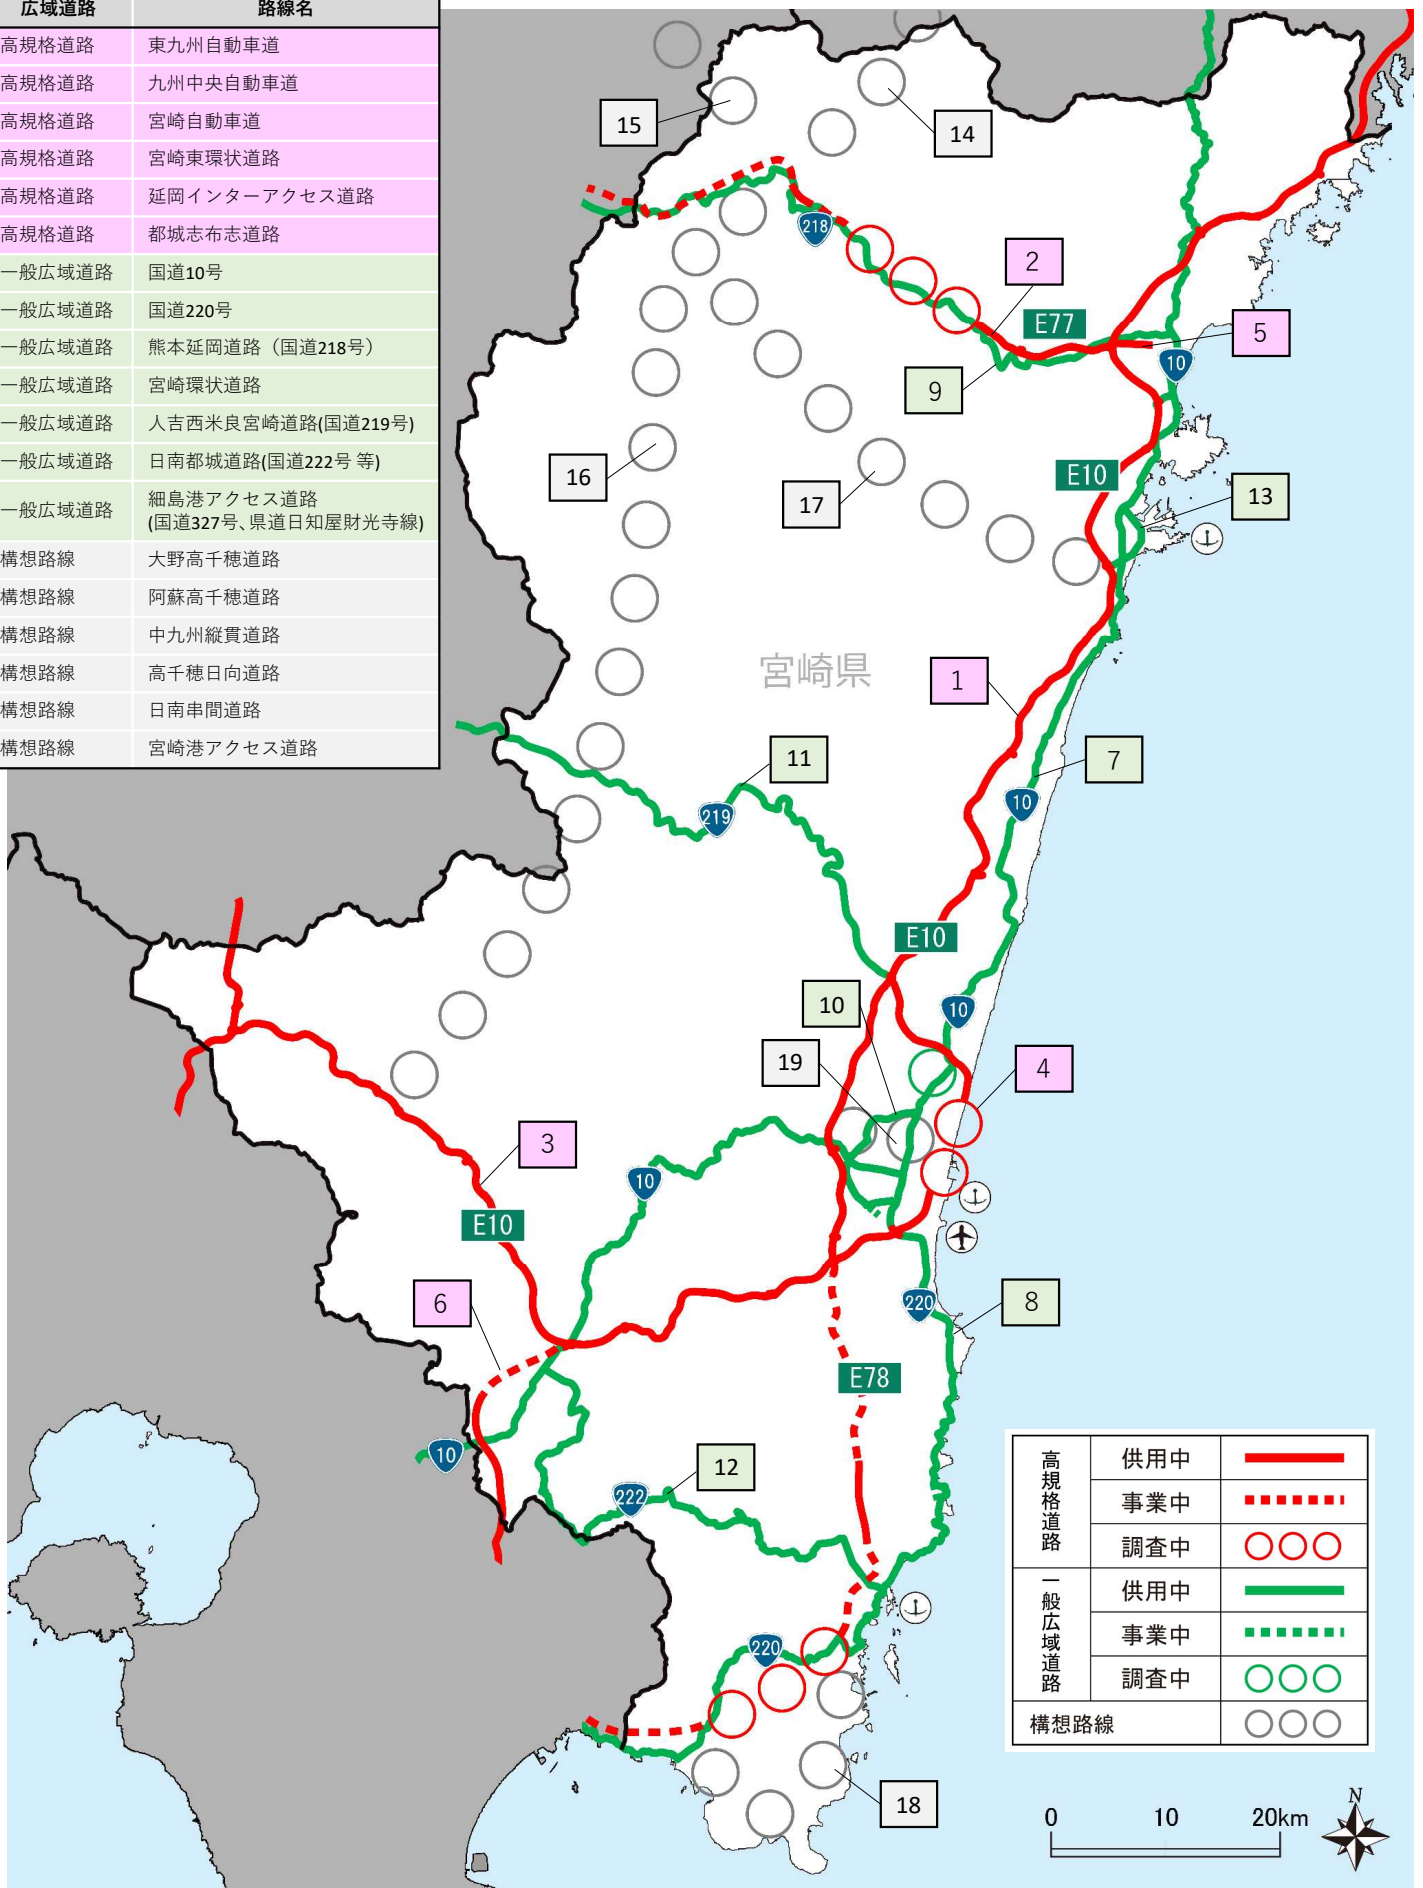 広域道路 路線名
高規格道路 東九州自動車道
高規格道路 九州中央自動車道
高規格道路 宮崎自動車道
高規格道路 宮崎東環状道路
高規格道路 延岡インターアクセス道路
高規格道路 都城志布志道路
一般広域道路 国道10号
一般広域道路 国道220号
一般広域道路 熊本延岡道路（国道218号）
一般広域道路 宮崎環状道路
一般広域道路 人吉西米良宮崎道路(国道219号)
一般広域道路 日南都城道路(国道222号 等)
一般広域道路 細島港アクセス道路
(国道327号、県道日知屋財光寺線)
構想路線 大野高千穂道路
構想路線 阿蘇高千穂道路
構想路線 中九州縦貫道路
構想路線 高千穂日向道路
構想路線 日南串間道路
構想路線 宮崎港アクセス道路
15
14
218
2
E77
5
10
9
E10
16
17
13
宮崎県
1
11
7
219
10
E10
10
10
19
4
3
10
E10
6
220
8
E78
10
12
222
220
18
高規格道路
供用中
事業中
調査中
一般広域道路
供用中
事業中
調査中
構想路線
0 10 20km
N